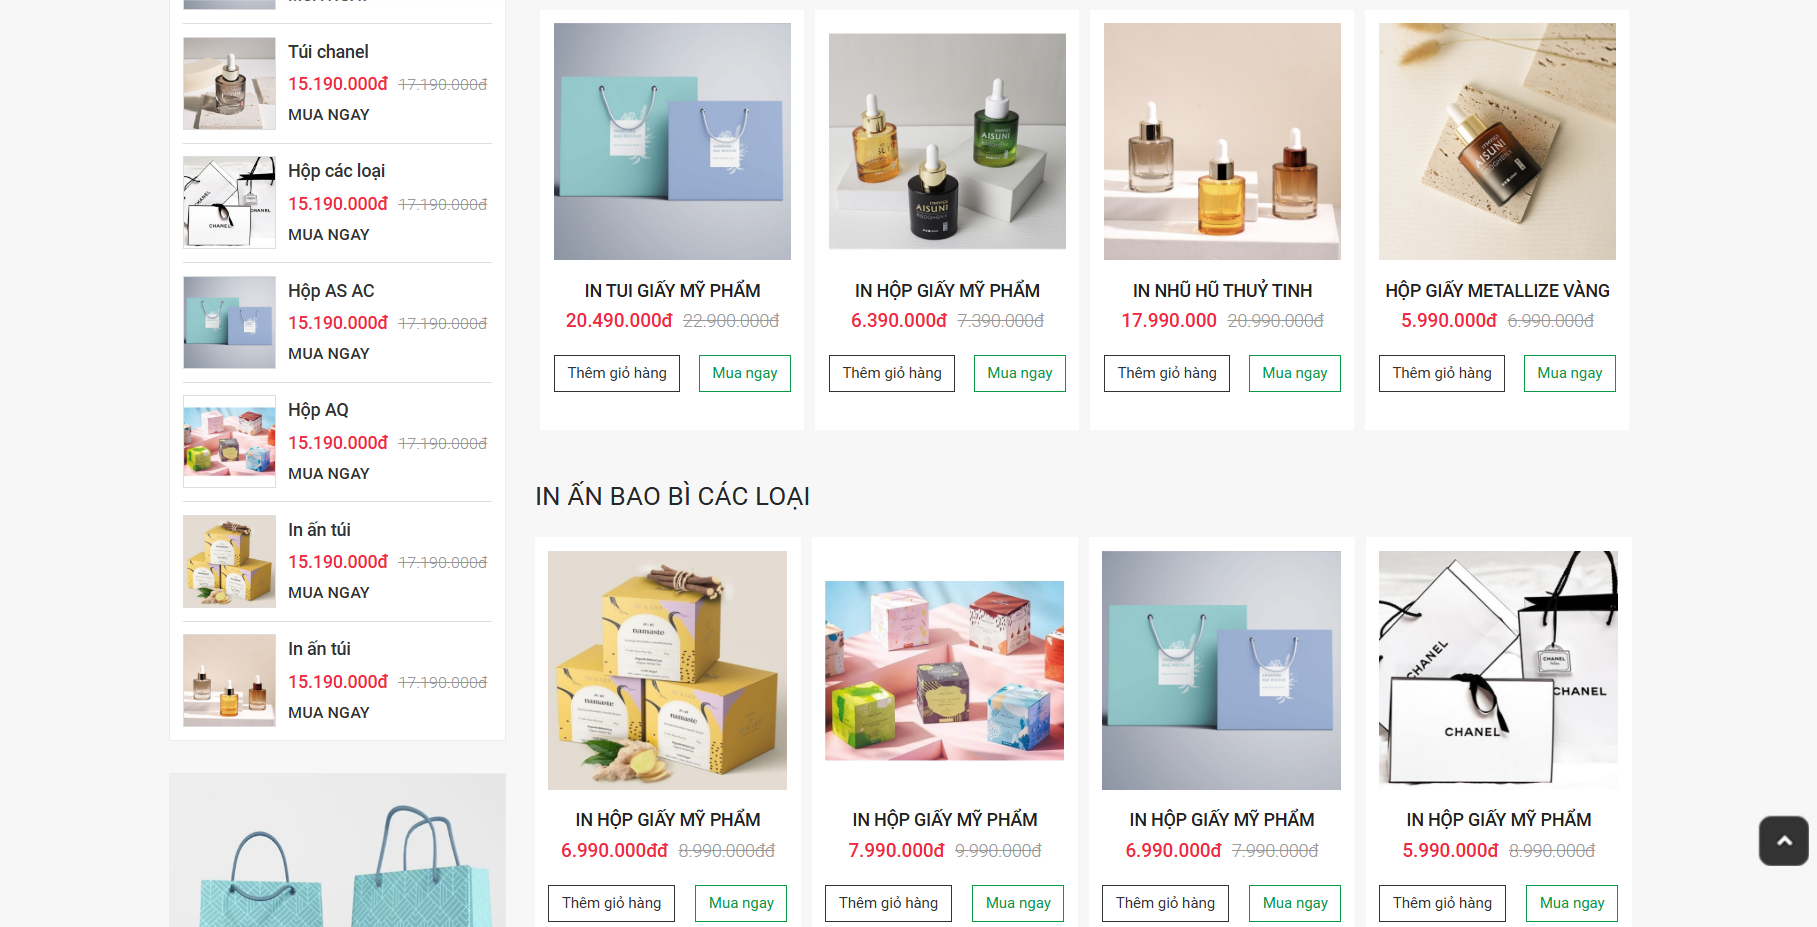 Túi chanel
15.190.000đ 17.190.000đ
MUA NGAY
Hộp các loại
15.190.000đ 17.190.000đ
MUA NGAY
Hộp AS AC
15.190.000đ 17.190.000đ
MUA NGAY
Hộp AQ
15.190.000đ 17.190.000đ
MUA NGAY
In ấn túi
15.190.000đ 17.190.000đ
MUA NGAY
In ấn túi
15.190.000đ 17.190.000đ
MUA NGAY
AISUNI
AISUNI
AISUNI
IN TUI GIẤY MỸ PHẨM
20.490.000đ 22.900.000đ
Thêm giỏ hàng Mua ngay
IN HỘP GIẤY MỸ PHẨM
6.390.000đ 7.390.000đ
Thêm giỏ hàng Mua ngay
IN NHŨ HŨ THUỶ TINH
17.990.000 20.990.000đ
Thêm giỏ hàng Mua ngay
HỘP GIẤY METALLIZE VÀNG
5.990.000đ 6.990.000đ
Thêm giỏ hàng Mua ngay
IN ẤN BAO BÌ CÁC LOẠI
namaste
namaste
namaste
CHANEL
CHANEL
CHANEL
CHANEL
IN HỘP GIẤY MỸ PHẨM
6.990.000đđ 8.990.000đđ
Thêm giỏ hàng Mua ngay
IN HỘP GIẤY MỸ PHẨM
7.990.000đ 9.990.000đ
Thêm giỏ hàng Mua ngay
IN HỘP GIẤY MỸ PHẨM
6.990.000đ 7.990.000đ
Thêm giỏ hàng Mua ngay
IN HỘP GIẤY MỸ PHẨM
5.990.000đ 8.990.000đ
Thêm giỏ hàng Mua ngay